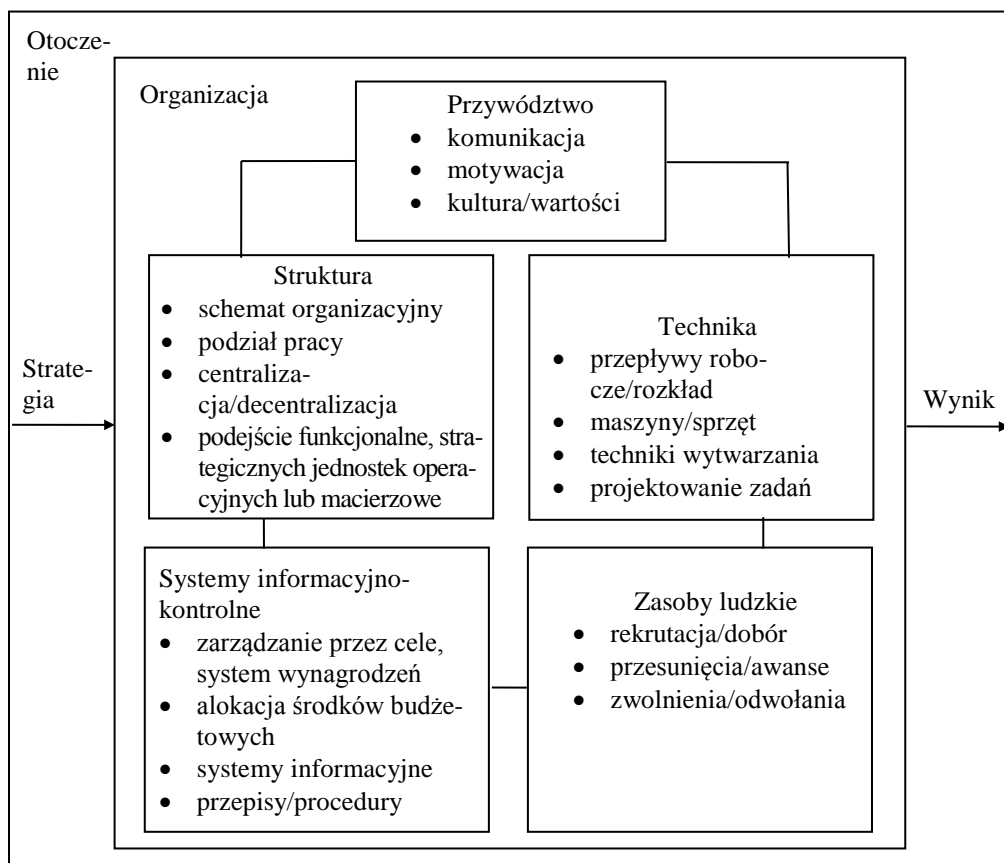 Otocze-
nie
Organizacja
Przywództwo
• komunikacja
• motywacja
• kultura/wartości
Struktura
• schemat organizacyjny
• podział pracy
• centraliza-
cja/decentralizacja
• podejście funkcjonalne, stra-
tegicznych jednostek opera-
cyjnych lub macierzowe
Technika
• przepływy robo-
cze/rozkład
• maszyny/sprzęt
• techniki wytwarzania
• projektowanie zadań
Strate-
gia
Wynik
Systemy informacyjno-
kontrolne
• zarządzanie przez cele,
system wynagrodzeń
• alokacja środków budże-
towych
• systemy informacyjne
• przepisy/procedury
Zasoby ludzkie
• rekrutacja/dobór
• przesunięcia/awanse
• zwolnienia/odwołania